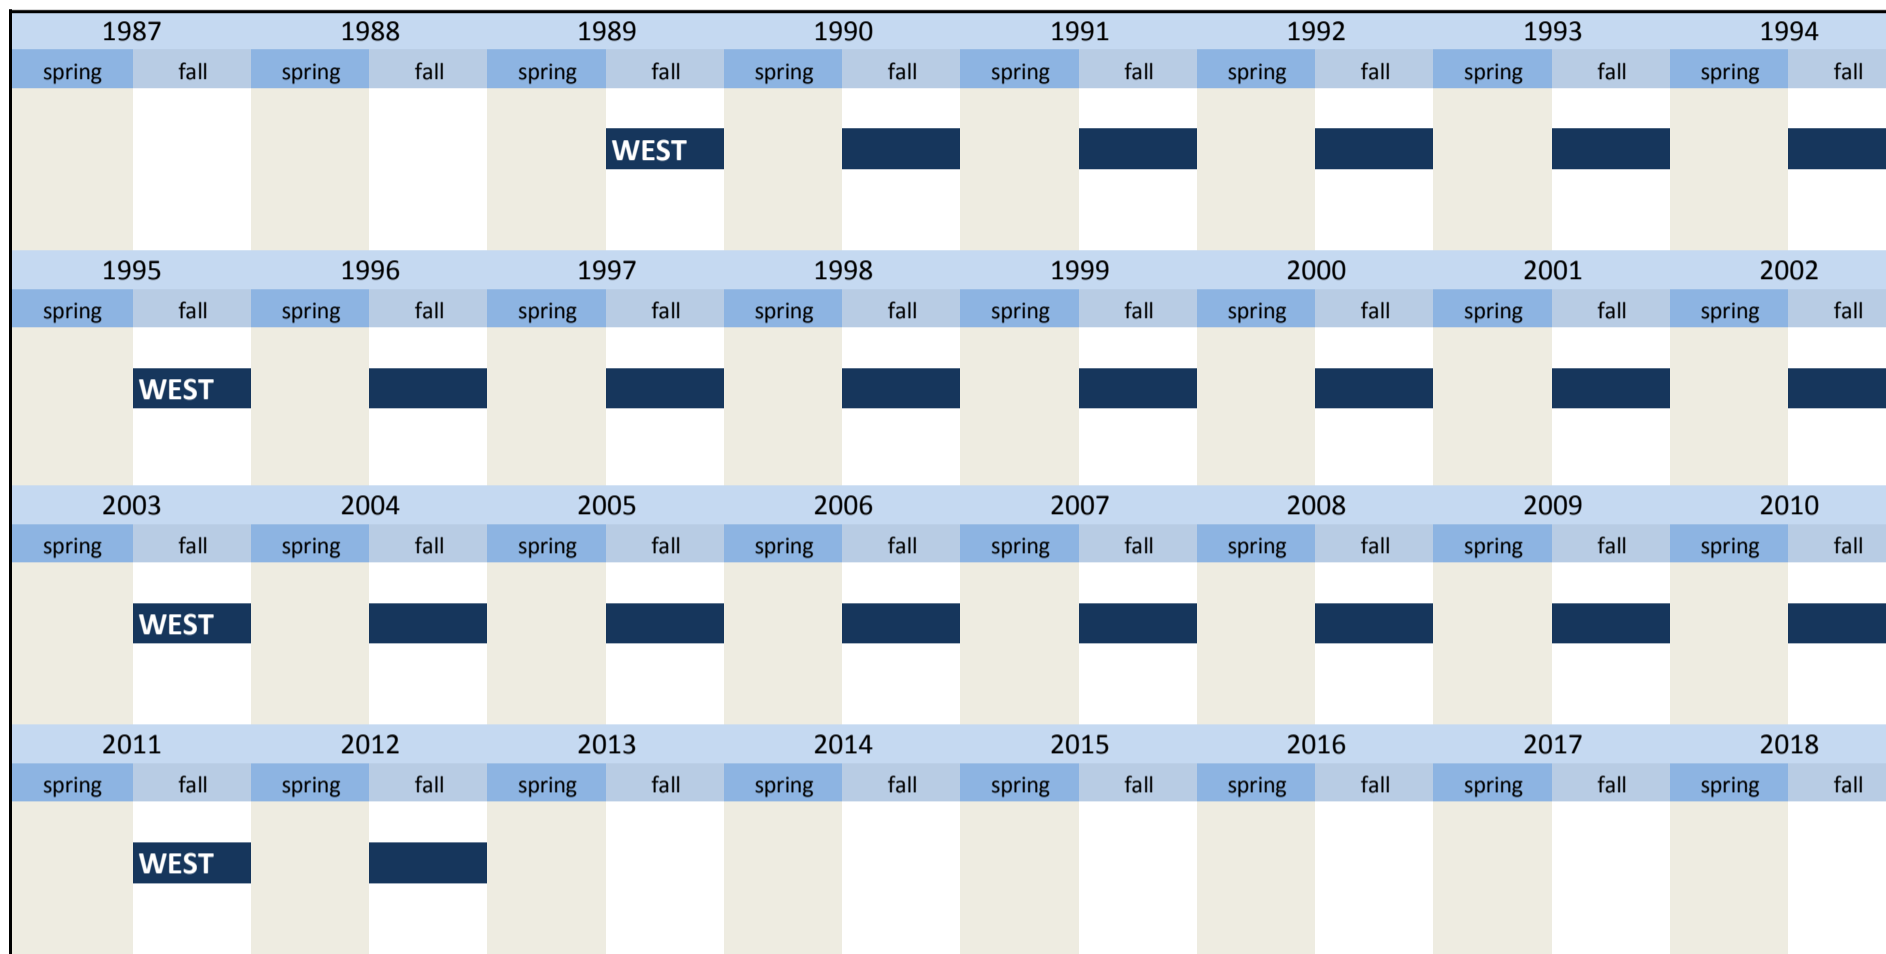 1987 1988 1989 1990 1991 1992 1993 1994
spring fall spring fall spring fall spring fall spring fall spring fall spring fall spring fall
WEST
1995 1996 1997 1998 1999 2000 2001 2002
spring fall spring fall spring fall spring fall spring fall spring fall spring fall spring fall
WEST
2003 2004 2005 2006 2007 2008 2009 2010
spring fall spring fall spring fall spring fall spring fall spring fall spring fall spring fall
WEST
2011 2012 2013 2014 2015 2016 2017 2018
spring fall spring fall spring fall spring fall spring fall spring fall spring fall spring fall
WEST